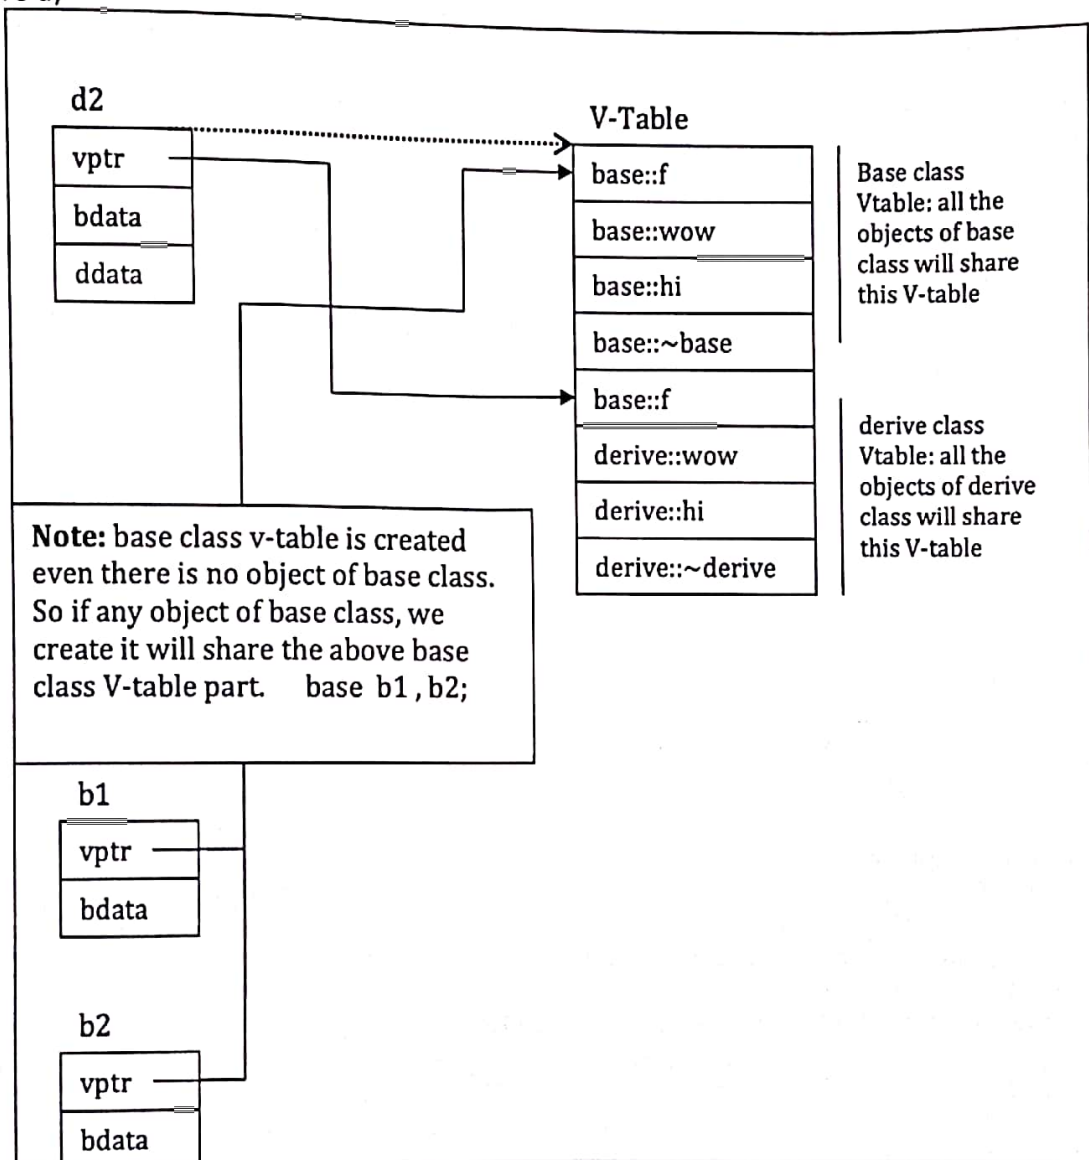 d2
vptr
bdata
ddata
V-Table
base::f
base::wow
base::hi
base::~base
base::f
derive::wow
derive::hi
derive::~derive
Base class
Vtable: all the
objects of base
class will share
this V-table
derive class
Vtable: all the
objects of derive
class will share
this V-table
Note: base class v-table is created
even there is no object of base class.
So if any object of base class, we
create it will share the above base
class V-table part. base b1 , b2;
b1
vptr
bdata
b2
vptr
bdata